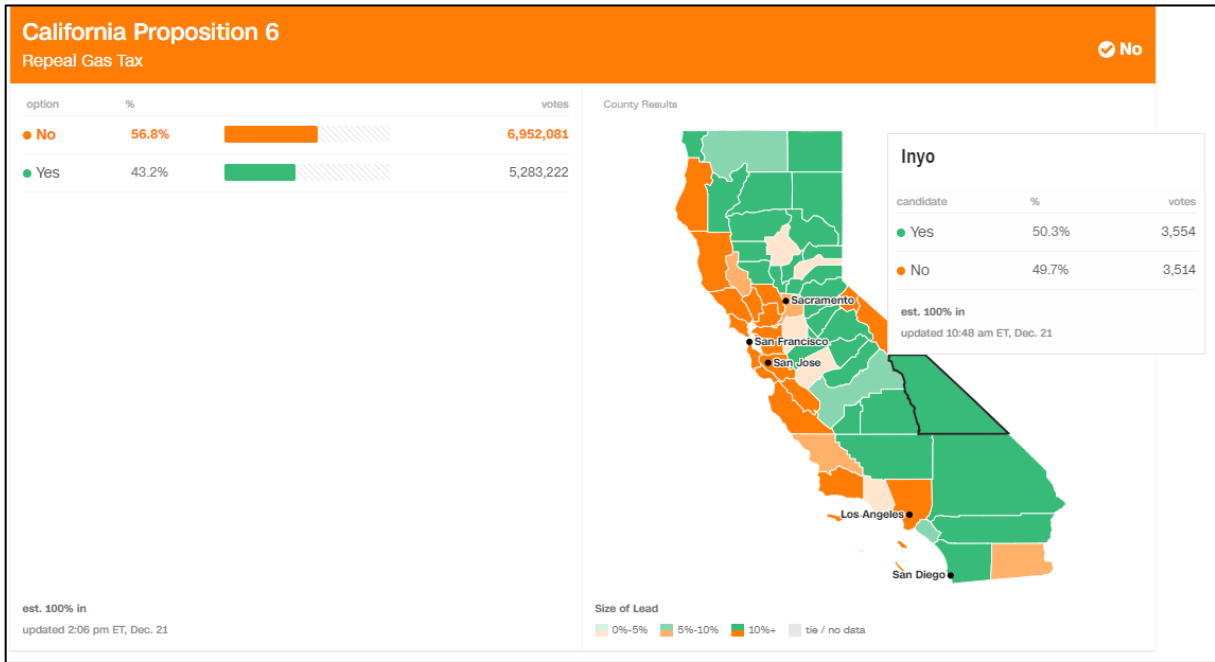 California Proposition 6
Repeal Gas Tax
No
option % votes
No 56.8% 6,952,081
Yes 43.2% 5,283,222
est. 100% in
updated 2:06 pm ET, Dec. 21
County Results
Inyo
candidate % votes
Yes 50.3% 3,554
No 49.7% 3,514
est. 100% in
updated 10:48 am ET, Dec. 21
Sacramento
San Francisco
San Jose
Los Angeles
San Diego
Size of Lead
0%-5% 5%-10% 10%+ tie / no data